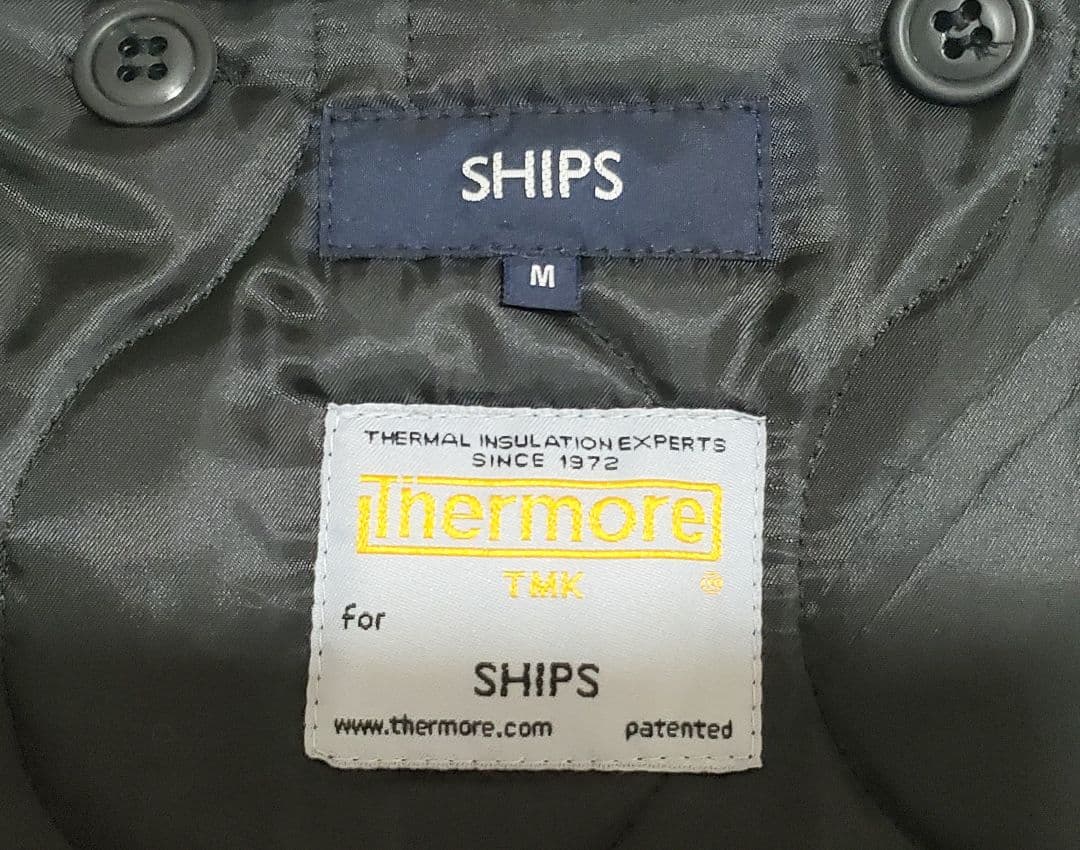 SHIPS
M
THERMAL INSULATION EXPERTS
SINCE 1972
Thermore
TMK ®
for
SHIPS
www.thermore.com patented